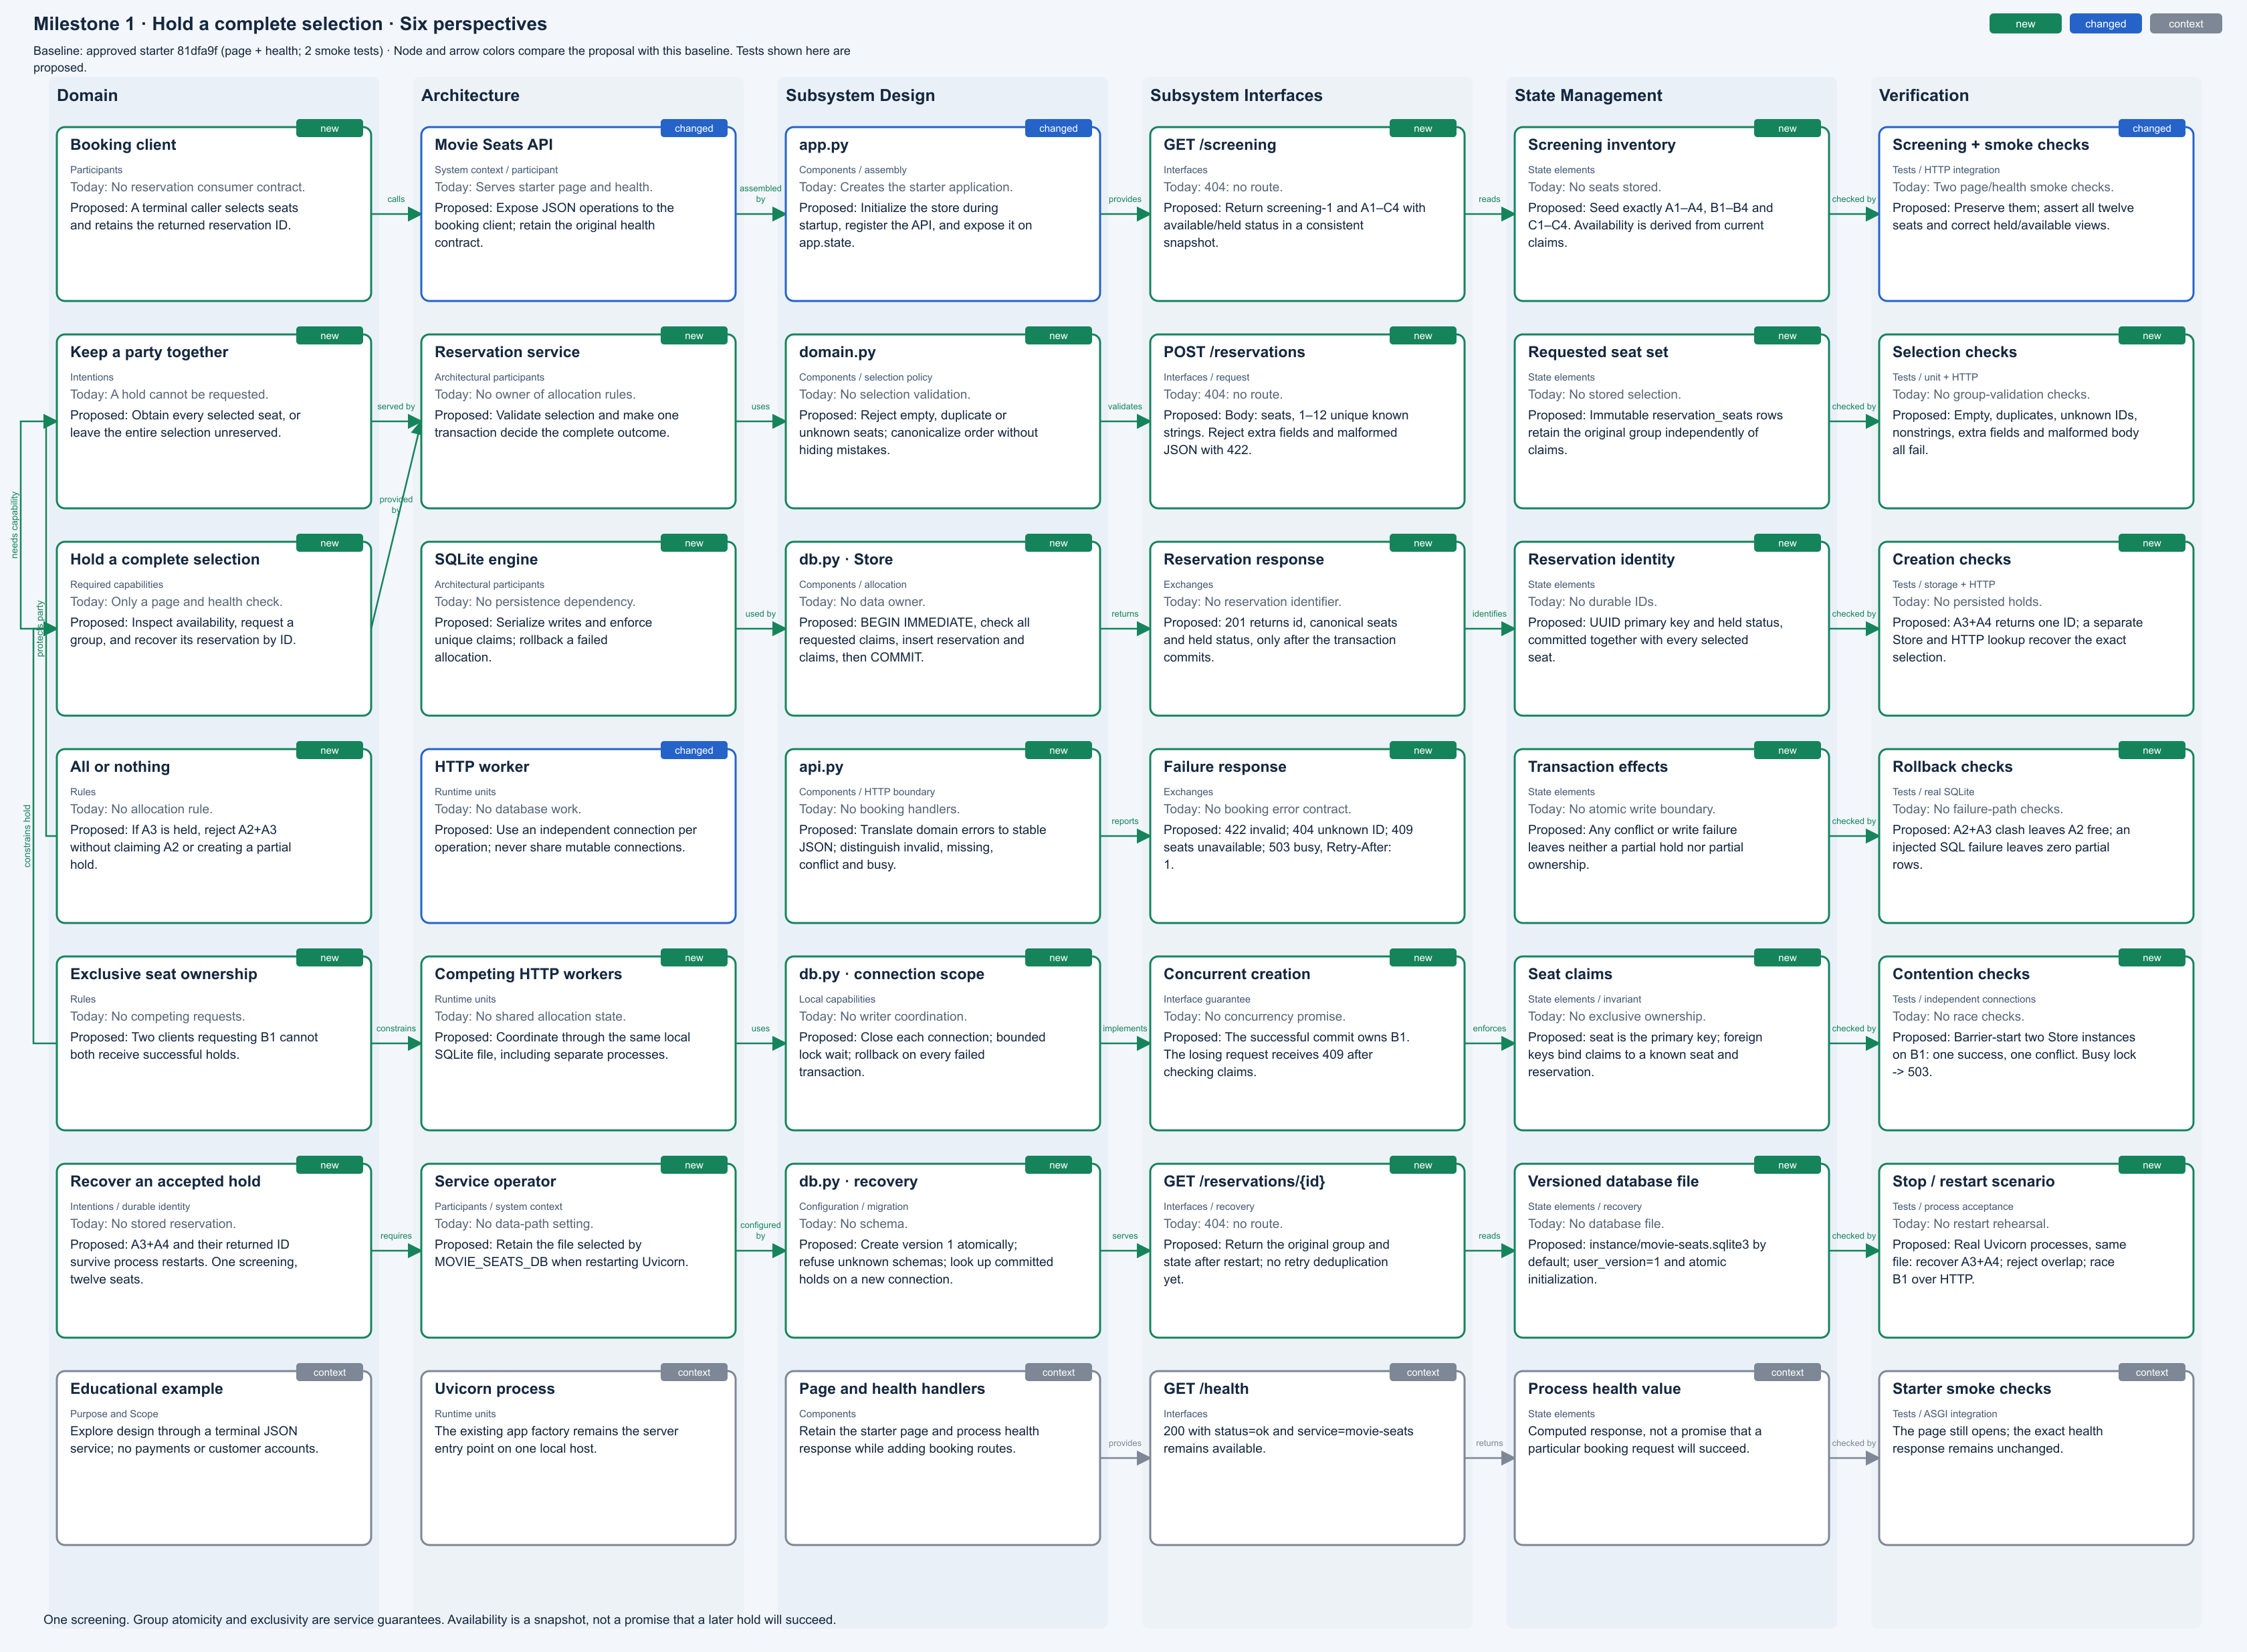 Milestone 1 · Hold a complete selection · Six perspectives
new
changed
context
Baseline: approved starter 81dfa9f (page + health; 2 smoke tests) · Node and arrow colors compare the proposal with this baseline. Tests shown here are
proposed.
Domain
Architecture
Subsystem Design
Subsystem Interfaces
State Management
Verification
new
Booking client
Participants
Today: No reservation consumer contract.
Proposed: A terminal caller selects seats
and retains the returned reservation ID.
calls
changed
Movie Seats API
System context / participant
Today: Serves starter page and health.
Proposed: Expose JSON operations to the
booking client; retain the original health
contract.
assembled
by
changed
app.py
Components / assembly
Today: Creates the starter application.
Proposed: Initialize the store during
startup, register the API, and expose it on
app.state.
provides
new
GET /screening
Interfaces
Today: 404: no route.
Proposed: Return screening-1 and A1–C4 with
available/held status in a consistent
snapshot.
reads
new
Screening inventory
State elements
Today: No seats stored.
Proposed: Seed exactly A1–A4, B1–B4 and
C1–C4. Availability is derived from current
claims.
checked by
changed
Screening + smoke checks
Tests / HTTP integration
Today: Two page/health smoke checks.
Proposed: Preserve them; assert all twelve
seats and correct held/available views.
new
Keep a party together
Intentions
Today: A hold cannot be requested.
Proposed: Obtain every selected seat, or
leave the entire selection unreserved.
served by
new
Reservation service
Architectural participants
Today: No owner of allocation rules.
Proposed: Validate selection and make one
transaction decide the complete outcome.
uses
new
domain.py
Components / selection policy
Today: No selection validation.
Proposed: Reject empty, duplicate or
unknown seats; canonicalize order without
hiding mistakes.
validates
new
POST /reservations
Interfaces / request
Today: 404: no route.
Proposed: Body: seats, 1–12 unique known
strings. Reject extra fields and malformed
JSON with 422.
new
Requested seat set
State elements
Today: No stored selection.
Proposed: Immutable reservation_seats rows
retain the original group independently of
claims.
checked by
new
Selection checks
Tests / unit + HTTP
Today: No group-validation checks.
Proposed: Empty, duplicates, unknown IDs,
nonstrings, extra fields and malformed body
all fail.
needs capability
provided
by
new
Hold a complete selection
Required capabilities
Today: Only a page and health check.
Proposed: Inspect availability, request a
group, and recover its reservation by ID.
protects party
new
SQLite engine
Architectural participants
Today: No persistence dependency.
Proposed: Serialize writes and enforce
unique claims; rollback a failed
allocation.
used by
new
db.py · Store
Components / allocation
Today: No data owner.
Proposed: BEGIN IMMEDIATE, check all
requested claims, insert reservation and
claims, then COMMIT.
returns
new
Reservation response
Exchanges
Today: No reservation identifier.
Proposed: 201 returns id, canonical seats
and held status, only after the transaction
commits.
identifies
new
Reservation identity
State elements
Today: No durable IDs.
Proposed: UUID primary key and held status,
committed together with every selected
seat.
checked by
new
Creation checks
Tests / storage + HTTP
Today: No persisted holds.
Proposed: A3+A4 returns one ID; a separate
Store and HTTP lookup recover the exact
selection.
new
All or nothing
Rules
Today: No allocation rule.
Proposed: If A3 is held, reject A2+A3
without claiming A2 or creating a partial
hold.
constrains hold
changed
HTTP worker
Runtime units
Today: No database work.
Proposed: Use an independent connection per
operation; never share mutable connections.
new
api.py
Components / HTTP boundary
Today: No booking handlers.
Proposed: Translate domain errors to stable
JSON; distinguish invalid, missing,
conflict and busy.
reports
new
Failure response
Exchanges
Today: No booking error contract.
Proposed: 422 invalid; 404 unknown ID; 409
seats unavailable; 503 busy, Retry-After:
1.
new
Transaction effects
State elements
Today: No atomic write boundary.
Proposed: Any conflict or write failure
leaves neither a partial hold nor partial
ownership.
checked by
new
Rollback checks
Tests / real SQLite
Today: No failure-path checks.
Proposed: A2+A3 clash leaves A2 free; an
injected SQL failure leaves zero partial
rows.
new
Exclusive seat ownership
Rules
Today: No competing requests.
Proposed: Two clients requesting B1 cannot
both receive successful holds.
constrains
new
Competing HTTP workers
Runtime units
Today: No shared allocation state.
Proposed: Coordinate through the same local
SQLite file, including separate processes.
uses
new
db.py · connection scope
Local capabilities
Today: No writer coordination.
Proposed: Close each connection; bounded
lock wait; rollback on every failed
transaction.
implements
new
Concurrent creation
Interface guarantee
Today: No concurrency promise.
Proposed: The successful commit owns B1.
The losing request receives 409 after
checking claims.
enforces
new
Seat claims
State elements / invariant
Today: No exclusive ownership.
Proposed: seat is the primary key; foreign
keys bind claims to a known seat and
reservation.
checked by
new
Contention checks
Tests / independent connections
Today: No race checks.
Proposed: Barrier-start two Store instances
on B1: one success, one conflict. Busy lock
-> 503.
new
Recover an accepted hold
Intentions / durable identity
Today: No stored reservation.
Proposed: A3+A4 and their returned ID
survive process restarts. One screening,
twelve seats.
requires
new
Service operator
Participants / system context
Today: No data-path setting.
Proposed: Retain the file selected by
MOVIE_SEATS_DB when restarting Uvicorn.
configured
by
new
db.py · recovery
Configuration / migration
Today: No schema.
Proposed: Create version 1 atomically;
refuse unknown schemas; look up committed
holds on a new connection.
serves
new
GET /reservations/{id}
Interfaces / recovery
Today: 404: no route.
Proposed: Return the original group and
state after restart; no retry deduplication
yet.
reads
new
Versioned database file
State elements / recovery
Today: No database file.
Proposed: instance/movie-seats.sqlite3 by
default; user_version=1 and atomic
initialization.
checked by
new
Stop / restart scenario
Tests / process acceptance
Today: No restart rehearsal.
Proposed: Real Uvicorn processes, same
file: recover A3+A4; reject overlap; race
B1 over HTTP.
context
Educational example
Purpose and Scope
Explore design through a terminal JSON
service; no payments or customer accounts.
context
Uvicorn process
Runtime units
The existing app factory remains the server
entry point on one local host.
context
Page and health handlers
Components
Retain the starter page and process health
response while adding booking routes.
provides
context
GET /health
Interfaces
200 with status=ok and service=movie-seats
remains available.
returns
context
Process health value
State elements
Computed response, not a promise that a
particular booking request will succeed.
checked by
context
Starter smoke checks
Tests / ASGI integration
The page still opens; the exact health
response remains unchanged.
One screening. Group atomicity and exclusivity are service guarantees. Availability is a snapshot, not a promise that a later hold will succeed.